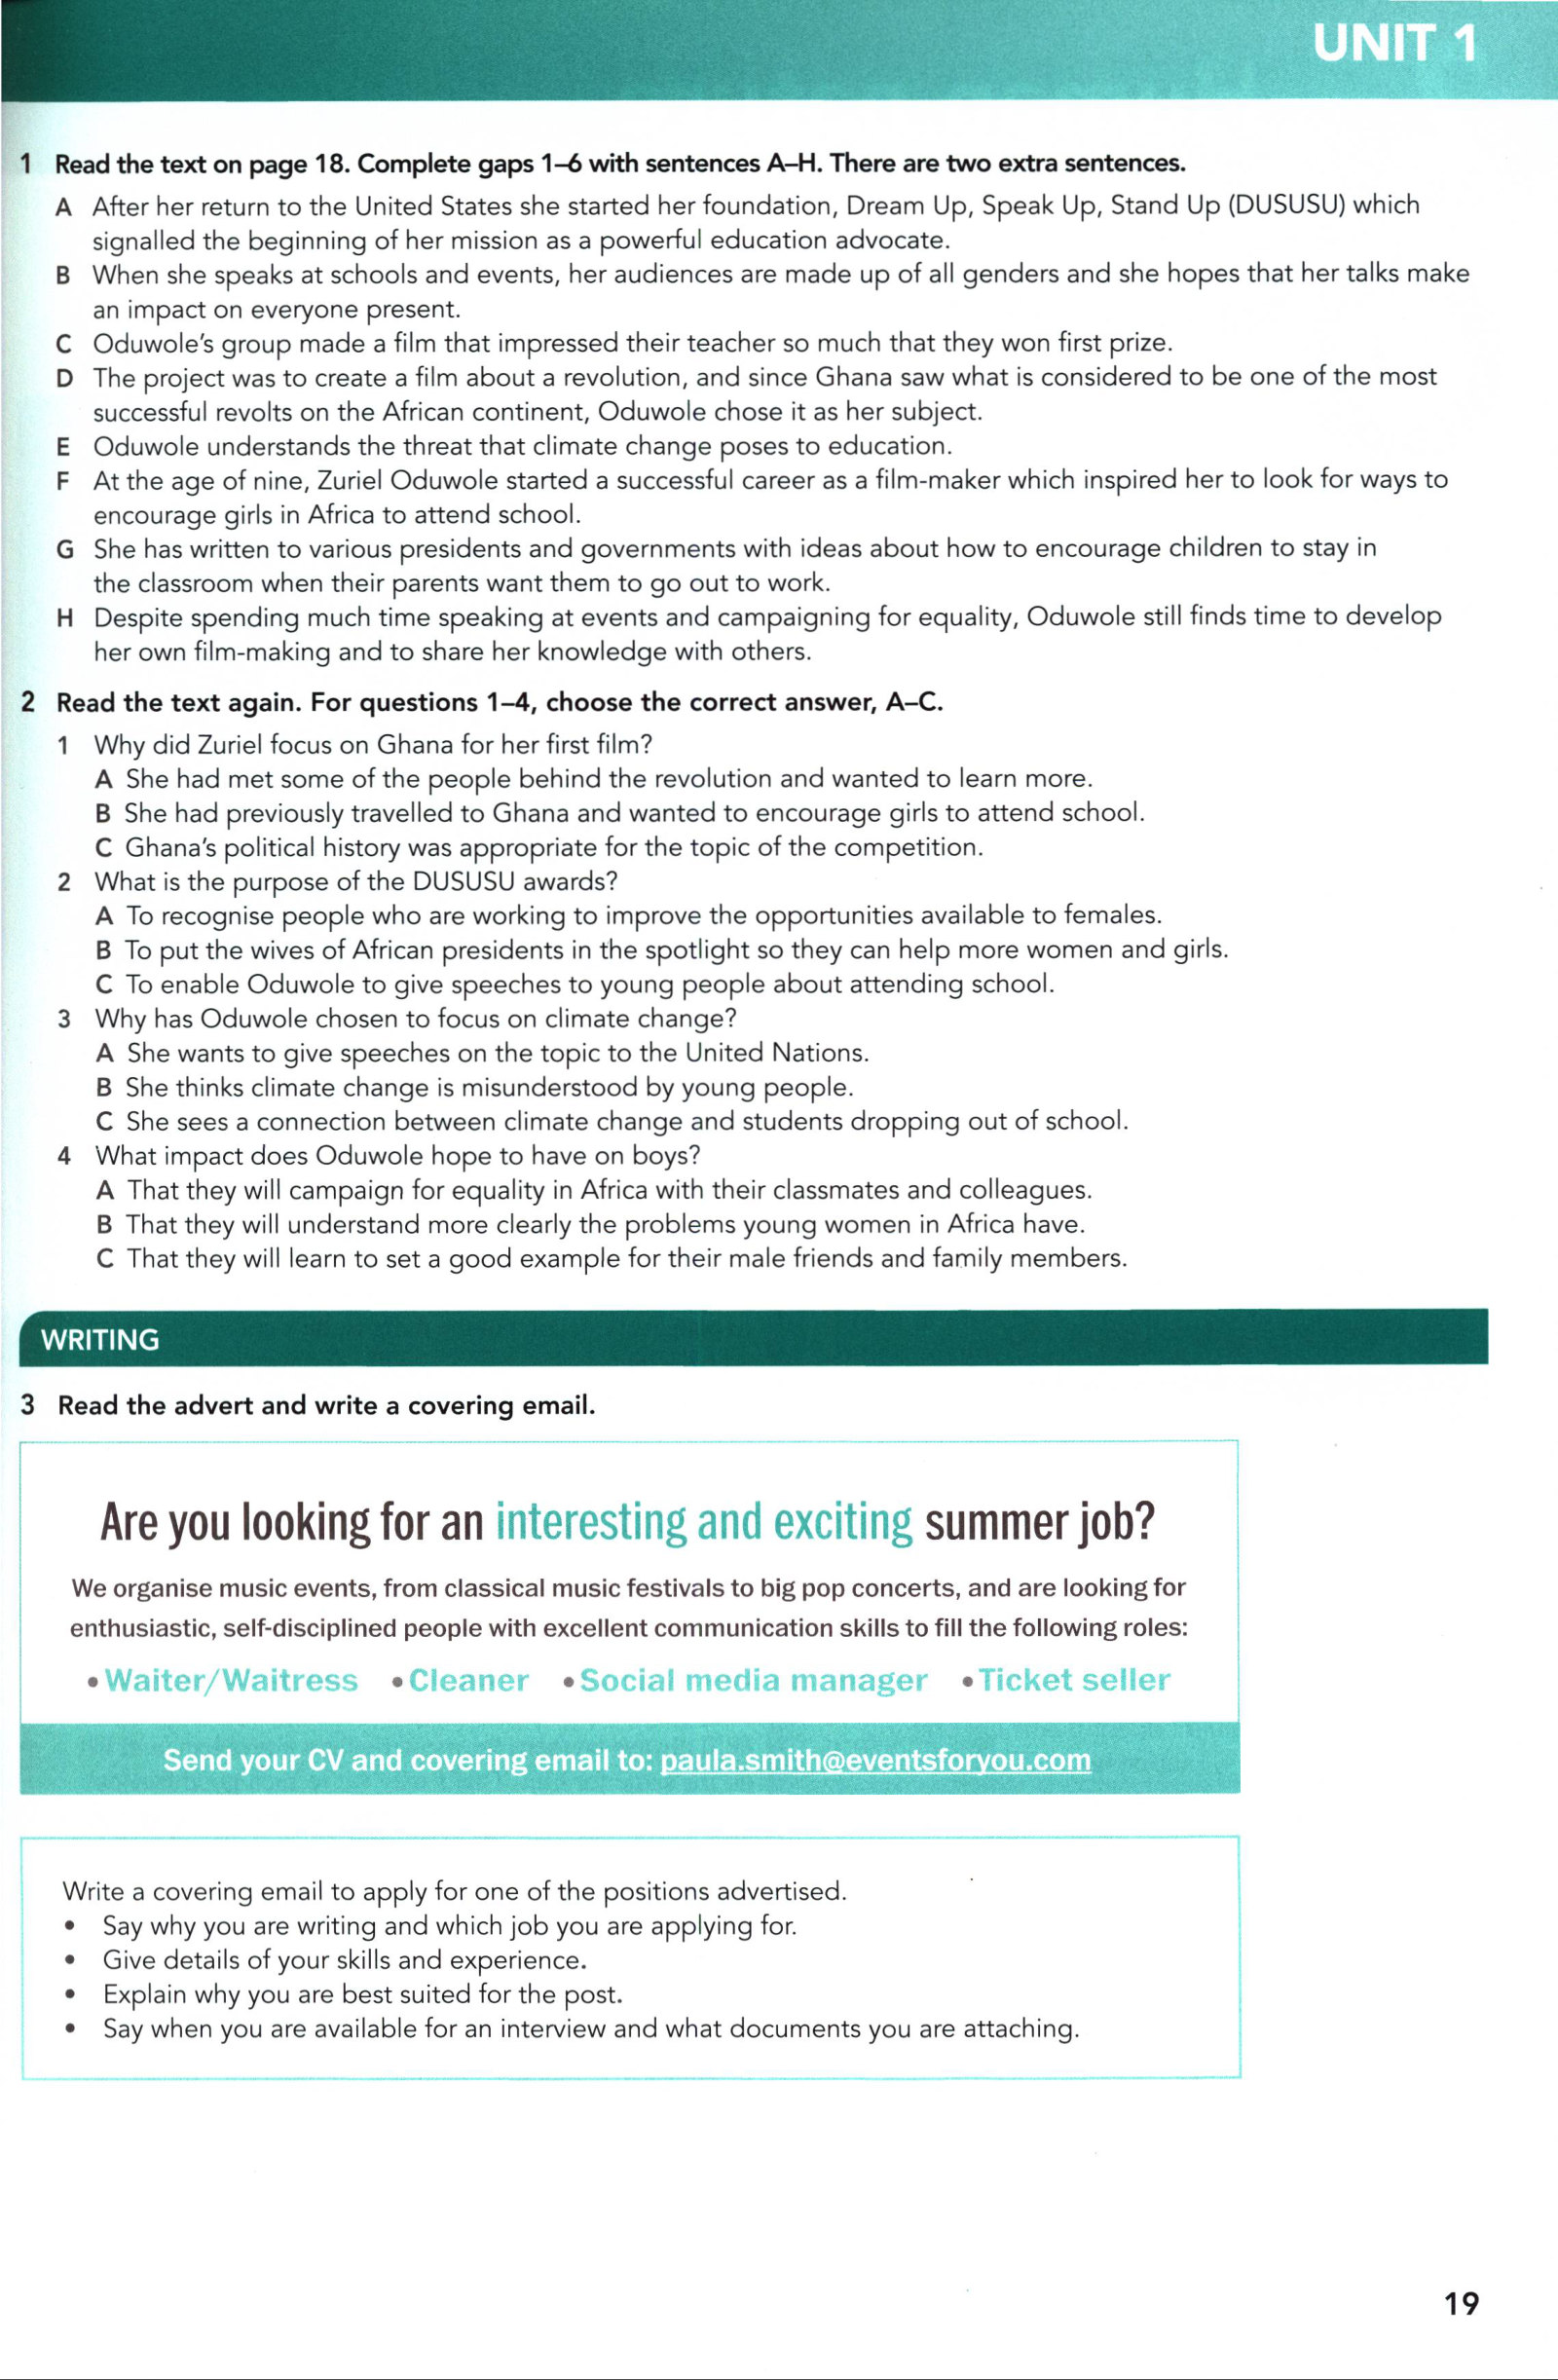 UNIT 1
1 Read the text on page 18. Complete gaps 1–6 with sentences A–H. There are two extra sentences.
A After her return to the United States she started her foundation, Dream Up, Speak Up, Stand Up (DUSUSU) which
signalled the beginning of her mission as a powerful education advocate.
B When she speaks at schools and events, her audiences are made up of all genders and she hopes that her talks make
an impact on everyone present.
C Oduwole's group made a film that impressed their teacher so much that they won first prize.
D The project was to create a film about a revolution, and since Ghana saw what is considered to be one of the most
successful revolts on the African continent, Oduwole chose it as her subject.
E Oduwole understands the threat that climate change poses to education.
F At the age of nine, Zuriel Oduwole started a successful career as a film-maker which inspired her to look for ways to
encourage girls in Africa to attend school.
G She has written to various presidents and governments with ideas about how to encourage children to stay in
the classroom when their parents want them to go out to work.
H Despite spending much time speaking at events and campaigning for equality, Oduwole still finds time to develop
her own film-making and to share her knowledge with others.
2 Read the text again. For questions 1–4, choose the correct answer, A–C.
1 Why did Zuriel focus on Ghana for her first film?
A She had met some of the people behind the revolution and wanted to learn more.
B She had previously travelled to Ghana and wanted to encourage girls to attend school.
C Ghana's political history was appropriate for the topic of the competition.
2 What is the purpose of the DUSUSU awards?
A To recognise people who are working to improve the opportunities available to females.
B To put the wives of African presidents in the spotlight so they can help more women and girls.
C To enable Oduwole to give speeches to young people about attending school.
3 Why has Oduwole chosen to focus on climate change?
A She wants to give speeches on the topic to the United Nations.
B She thinks climate change is misunderstood by young people.
C She sees a connection between climate change and students dropping out of school.
4 What impact does Oduwole hope to have on boys?
A That they will campaign for equality in Africa with their classmates and colleagues.
B That they will understand more clearly the problems young women in Africa have.
C That they will learn to set a good example for their male friends and family members.
WRITING
3 Read the advert and write a covering email.
Are you looking for an interesting and exciting summer job?
We organise music events, from classical music festivals to big pop concerts, and are looking for
enthusiastic, self-disciplined people with excellent communication skills to fill the following roles:
• Waiter/Waitress • Cleaner • Social media manager • Ticket seller
Send your CV and covering email to: paula.smith@eventsforyou.com
Write a covering email to apply for one of the positions advertised.
• Say why you are writing and which job you are applying for.
• Give details of your skills and experience.
• Explain why you are best suited for the post.
• Say when you are available for an interview and what documents you are attaching.
19